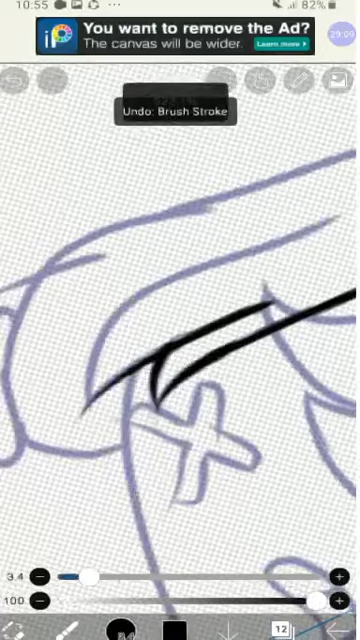 10:55 82%
You want to remove the Ad?
The canvas will be wider. Learn more >
29:09
Undo: Brush Stroke
3.4
100
12